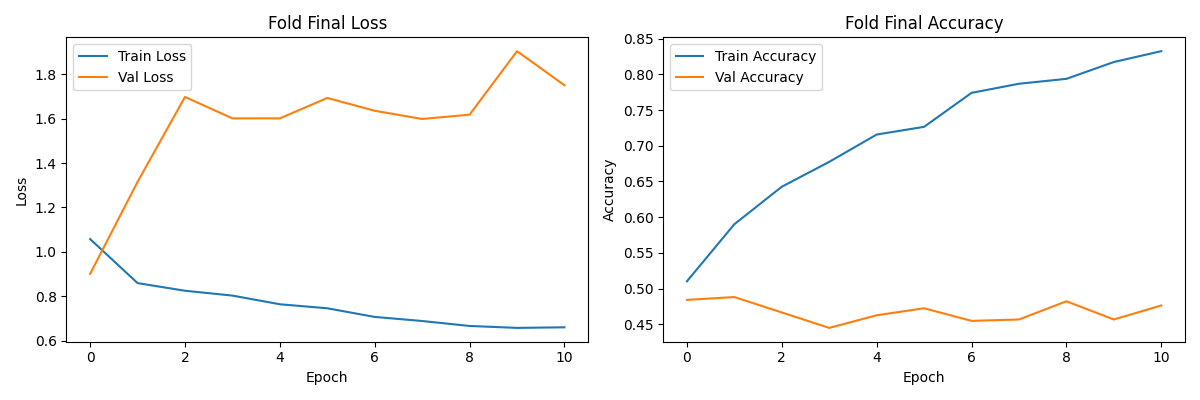 Fold Final Loss
Train Loss
Val Loss
1.8
1.6
1.4
1.2
1.0
0.8
0.6
Loss
0 2 4 6 8 10
Epoch
Fold Final Accuracy
Train Accuracy
Val Accuracy
0.85
0.80
0.75
0.70
0.65
0.60
0.55
0.50
0.45
Accuracy
0 2 4 6 8 10
Epoch